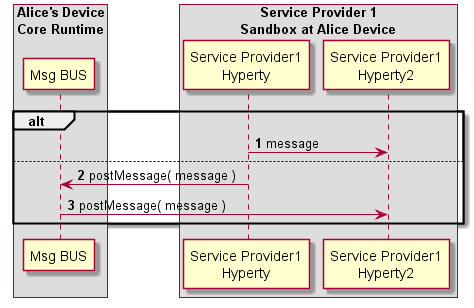 Alice's Device
Core Runtime
Service Provider 1
Sandbox at Alice Device
Msg BUS
Service Provider1
Hyperty
Service Provider1
Hyperty2
alt
1 message
2 postMessage( message )
3 postMessage( message )
Msg BUS
Service Provider1
Hyperty
Service Provider1
Hyperty2